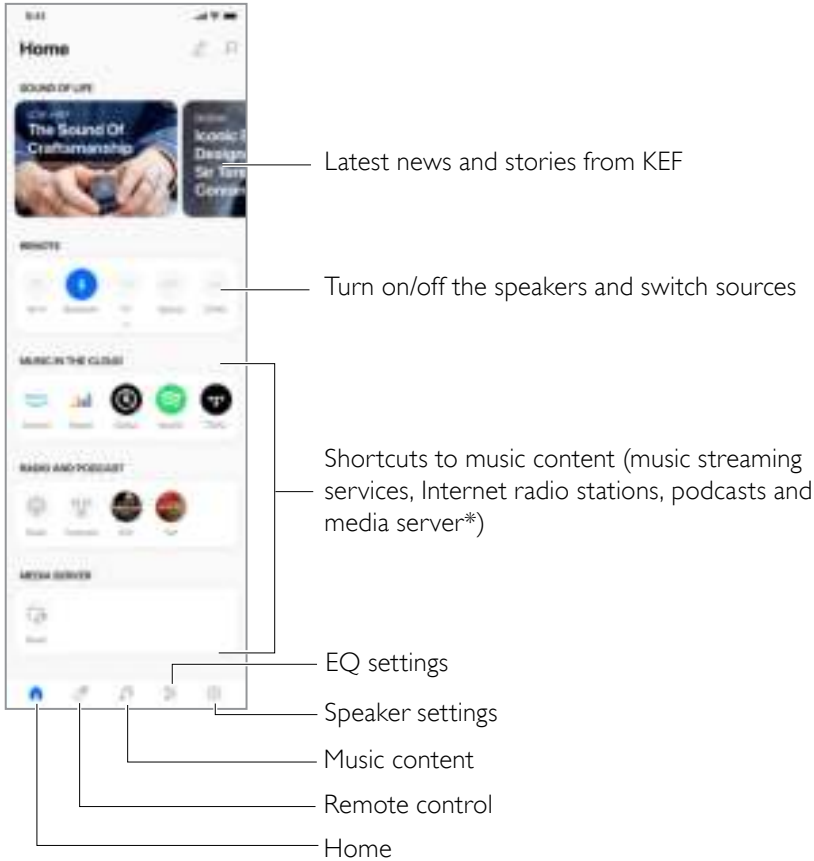 9:41
Home
SOUND OF LIFE
The Sound Of
Craftsmanship
Iconic
Design
Sir
Latest news and stories from KEF
REMOTE
Turn on/off the speakers and switch sources
MUSIC IN THE CLOUD
Shortcuts to music content (music streaming
services, Internet radio stations, podcasts and
media server*)
RADIO AND PODCAST
MEDIA SERVER
EQ settings
Speaker settings
Music content
Remote control
Home